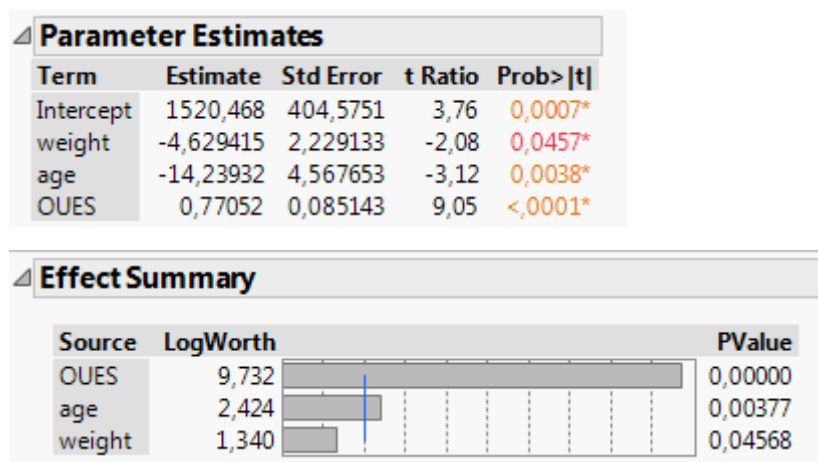 Parameter Estimates
Term Estimate Std Error t Ratio Prob>|t|
Intercept 1520,468 404,5751 3,76 0,0007*
weight -4,629415 2,229133 -2,08 0,0457*
age -14,23932 4,567653 -3,12 0,0038*
OUES 0,77052 0,085143 9,05 <,0001*
Effect Summary
Source LogWorth PValue
OUES 9,732 0,00000
age 2,424 0,00377
weight 1,340 0,04568